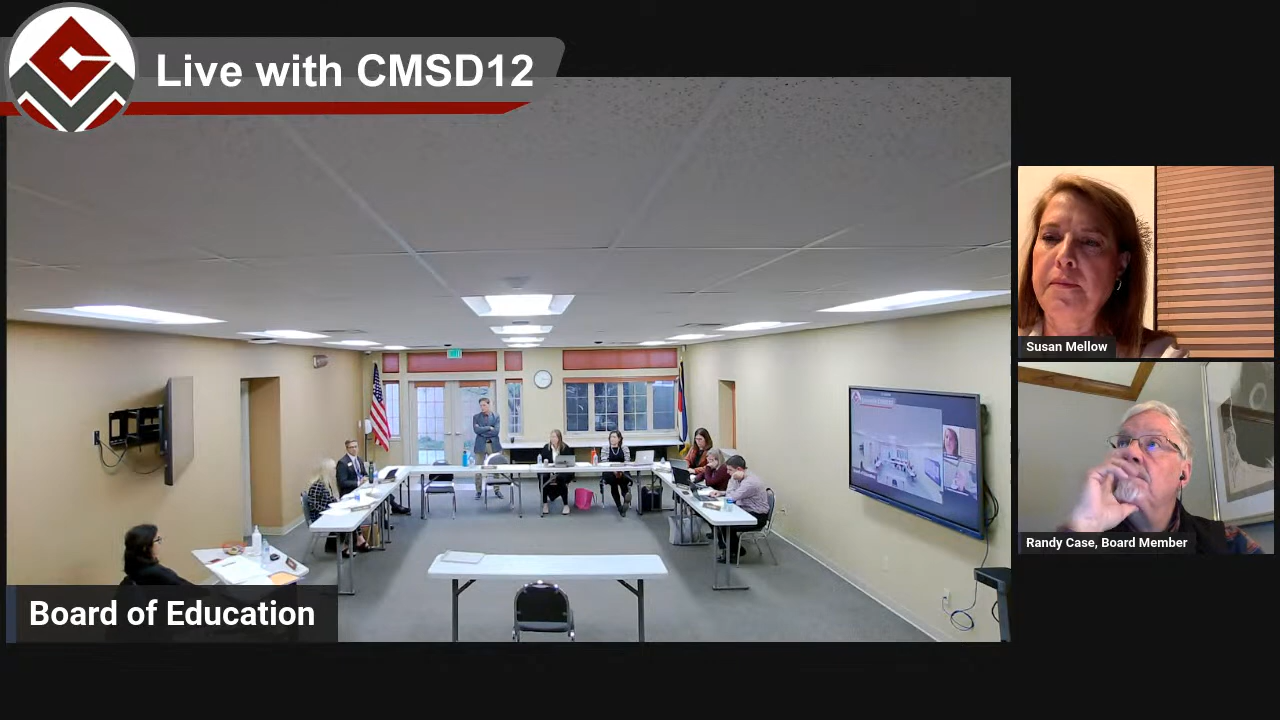 Live with CMSD12
Susan Mellow
Randy Case, Board Member
Board of Education